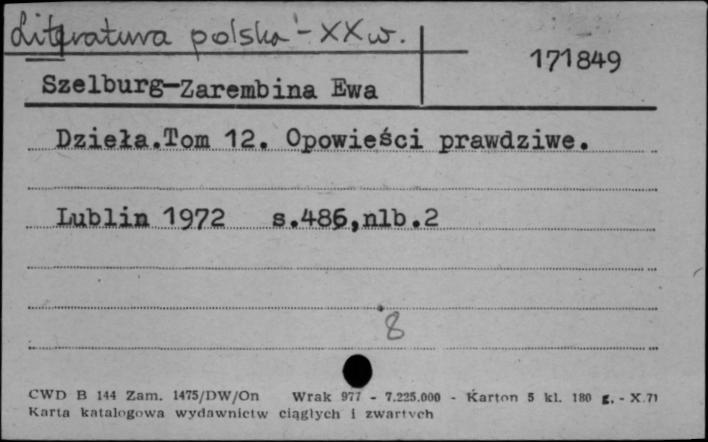 Literatura polska - XX w.
171849
Szelburg-Zarembina Ewa
Dzieła.Tom 12. Opowieści prawdziwe.
Lublin 1972 s.486,nlb.2
8
CWD B 144 Zam. 1475/DW/On Wrak 977 - 7.225.000 - Karton 5 kl. 180 g. - X.71
Karta katalogowa wydawnictw ciągłych i zwartych